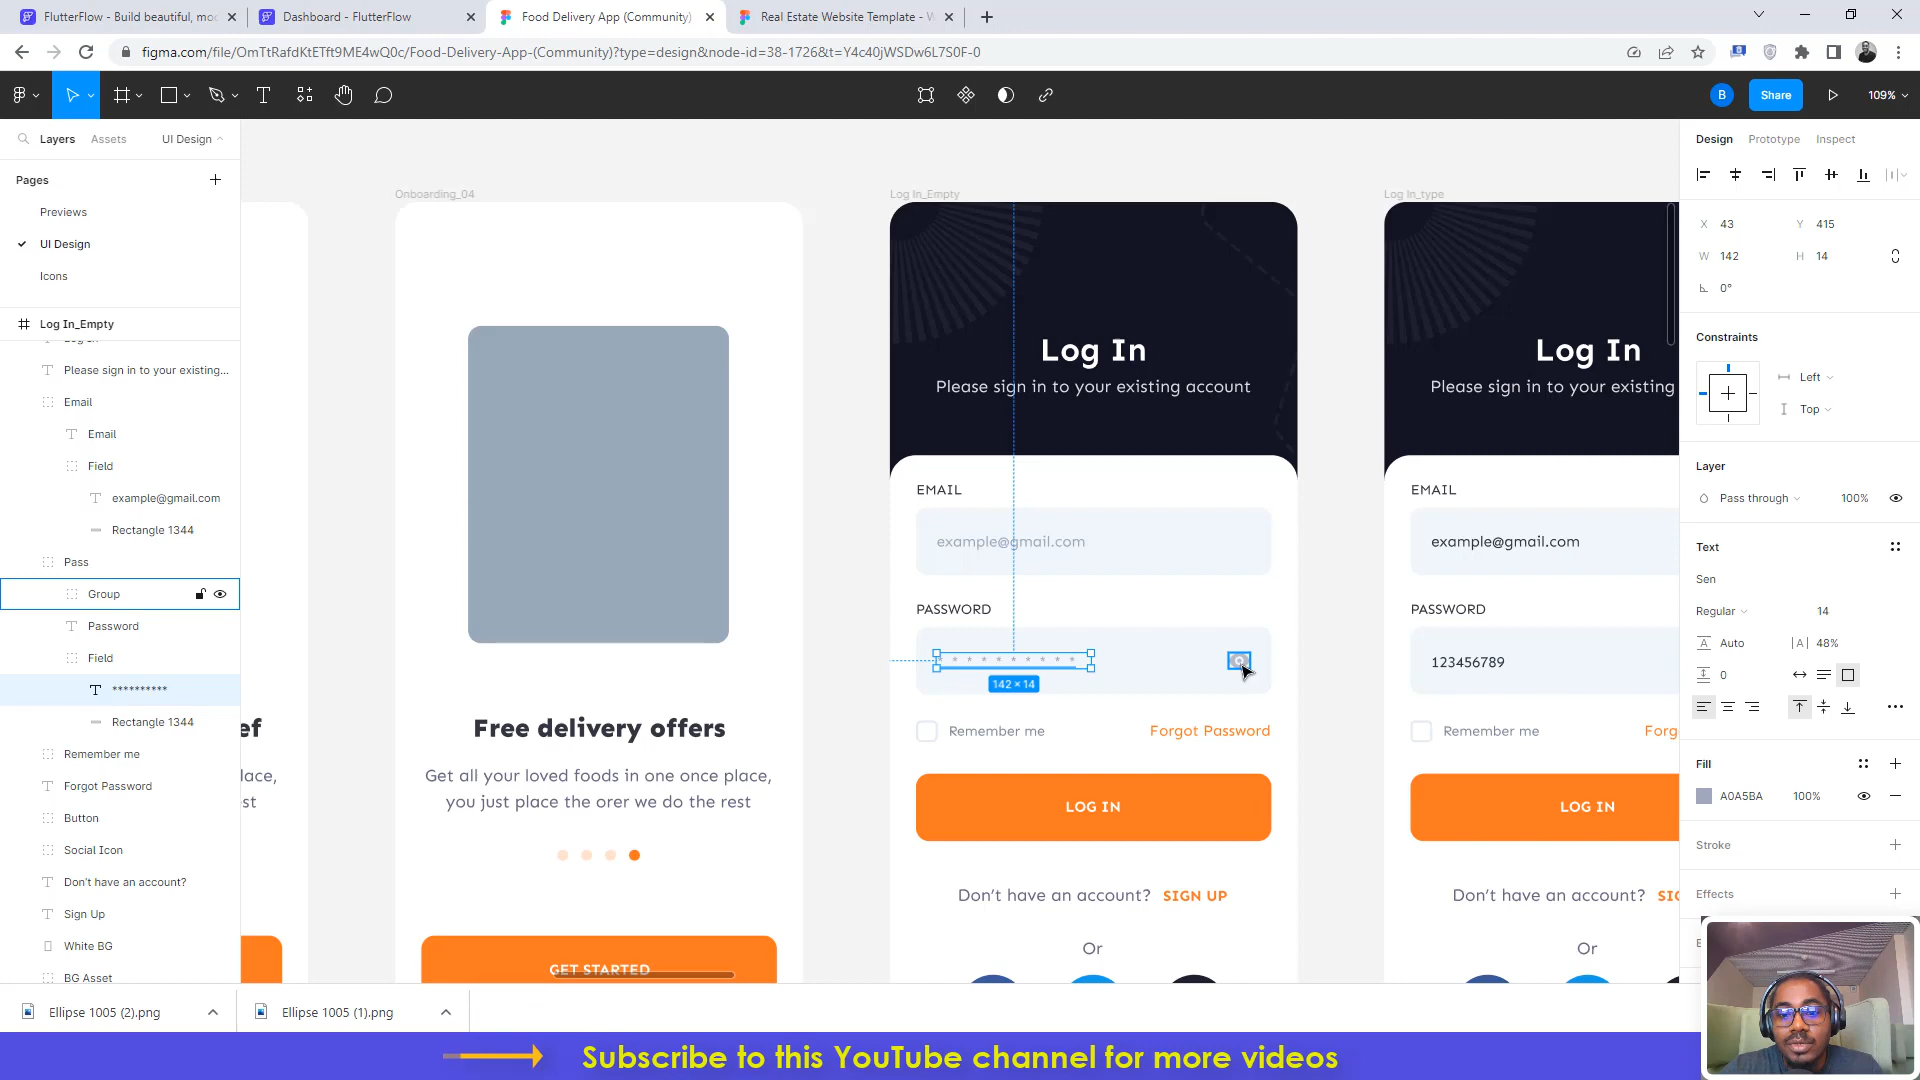 FlutterFlow - Build beautiful, mo
Dashboard - FlutterFlow
Food Delivery App (Community)
Real Estate Website Template - W
figma.com/file/OmTtRafdKtETft9ME4wQ0c/Food-Delivery-App-(Community)?type=design&node-id=38-1726&t=Y4c40jWSDw6L7S0F-0
B
Share
109%
Layers
Assets
UI Design
Pages
Previews
UI Design
Icons
Log In_Empty
Please sign in to your existing...
Email
Email
Field
example@gmail.com
Rectangle 1344
Pass
Group
Password
Field
**********
Rectangle 1344
Remember me
Forgot Password
Button
Social Icon
Don't have an account?
Sign Up
White BG
BG Asset
ef
lace,
st
Onboarding_04
Free delivery offers
Get all your loved foods in one once place,
you just place the orer we do the rest
GET STARTED
Log In_Empty
Log In
Please sign in to your existing account
EMAIL
example@gmail.com
PASSWORD
* * * * * * * * * *
142 × 14
Remember me
Forgot Password
LOG IN
Don't have an account?
SIGN UP
Or
Log In_type
Log In
Please sign in to your existing
EMAIL
example@gmail.com
PASSWORD
123456789
Remember me
Forg
LOG IN
Don't have an account?
SIG
Or
Design
Prototype
Inspect
X 43
Y 415
W 142
H 14
0°
Constraints
Left
Top
Layer
Pass through
100%
Text
Sen
Regular
14
Auto
|A| 48%
0
Fill
A0A5BA
100%
Stroke
Effects
Ellipse 1005 (2).png
Ellipse 1005 (1).png
Subscribe to this YouTube channel for more videos